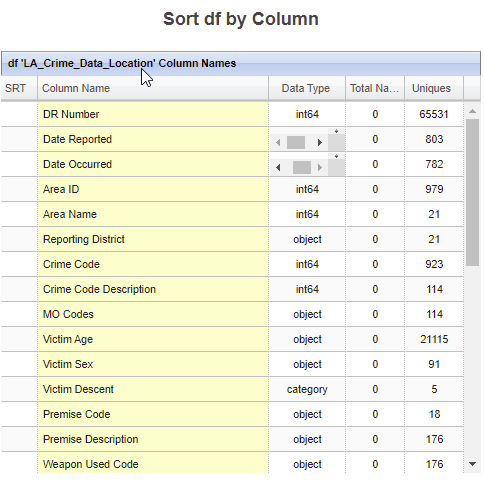 Sort df by Column
df 'LA_Crime_Data_Location' Column Names
SRT Column Name Data Type Total Na... Uniques
DR Number int64 0 65531
Date Reported 0 803
Date Occurred 0 782
Area ID int64 0 979
Area Name int64 0 21
Reporting District object 0 21
Crime Code int64 0 923
Crime Code Description int64 0 114
MO Codes object 0 114
Victim Age object 0 21115
Victim Sex object 0 91
Victim Descent category 0 5
Premise Code object 0 18
Premise Description object 0 176
Weapon Used Code object 0 176